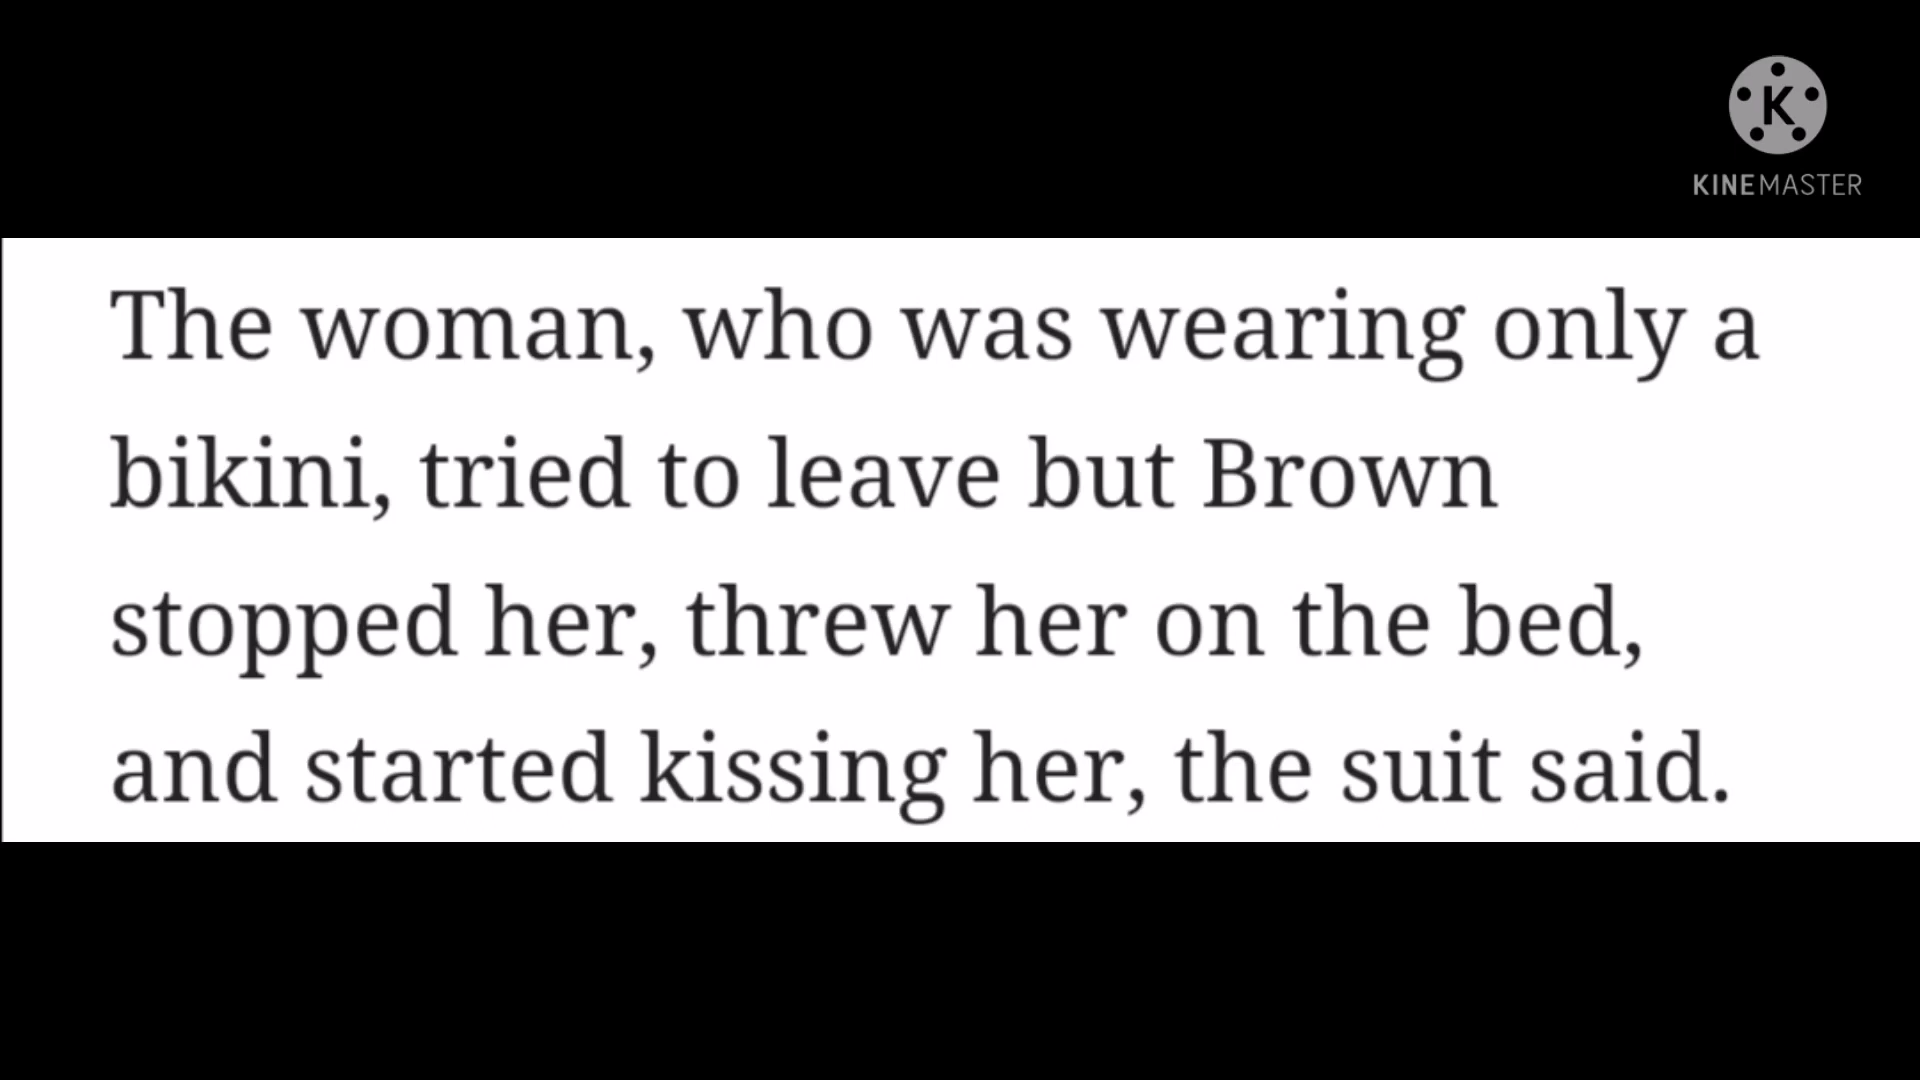 K
KINEMASTER
The woman, who was wearing only a
bikini, tried to leave but Brown
stopped her, threw her on the bed,
and started kissing her, the suit said.